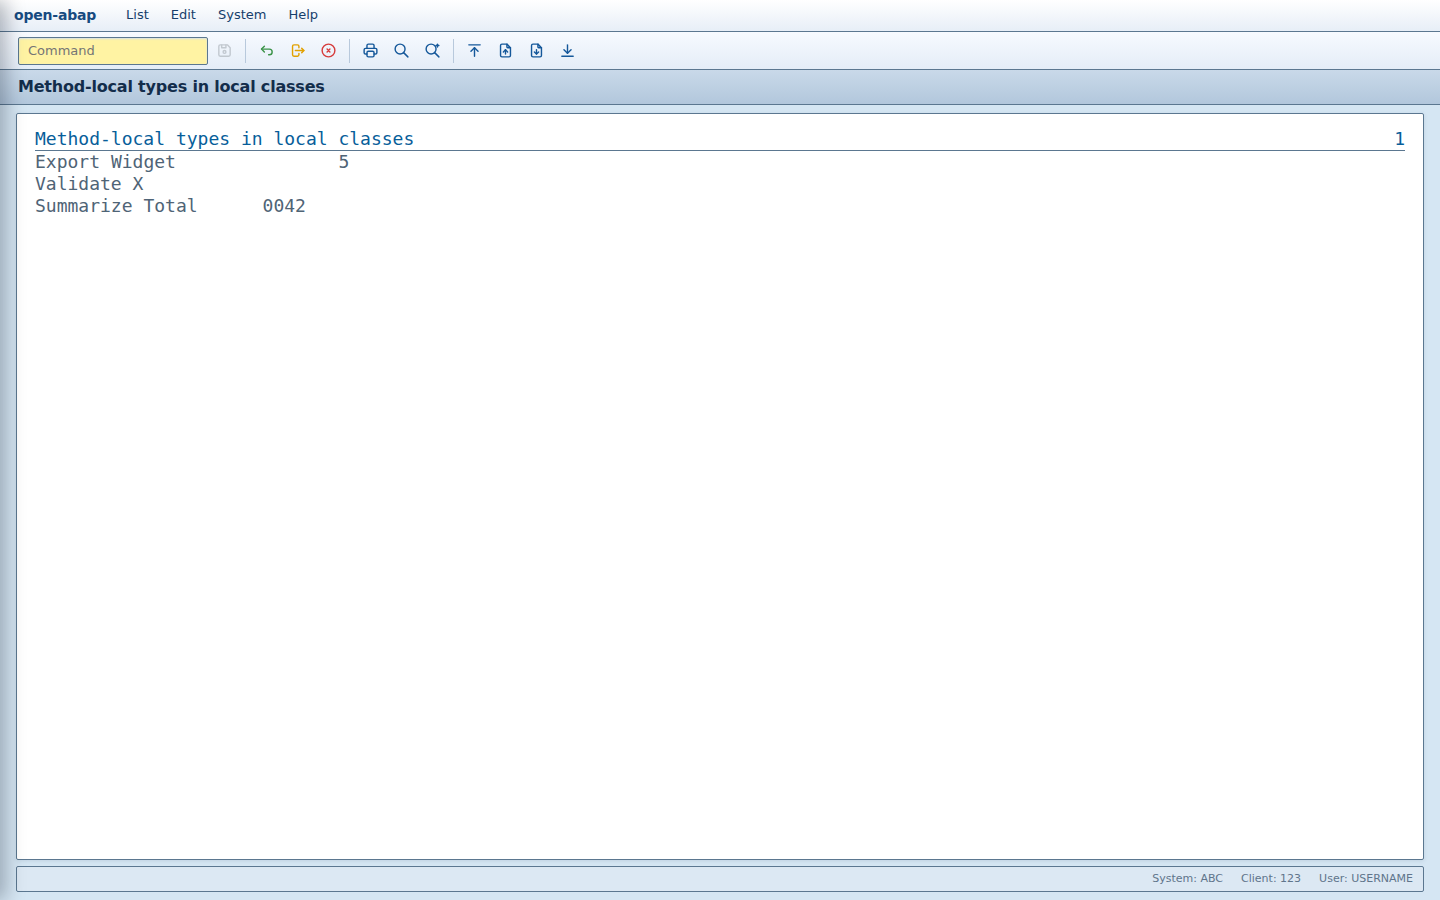 open-abap List Edit System Help
Command
Method-local types in local classes
Method-local types in local classes 1
Export Widget 5
Validate X
Summarize Total 0042
System: ABC Client: 123 User: USERNAME